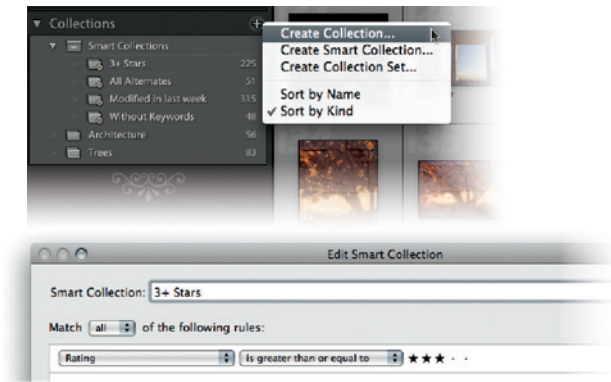 Collections
Smart Collections
3+ Stars 225
All Alternates 51
Modified in last week 315
Without Keywords 48
Architecture 56
Trees 83
Create Collection...
Create Smart Collection...
Create Collection Set...
Sort by Name
✓ Sort by Kind
Edit Smart Collection
Smart Collection: 3+ Stars
Match all of the following rules:
Rating is greater than or equal to ★★★ · ·